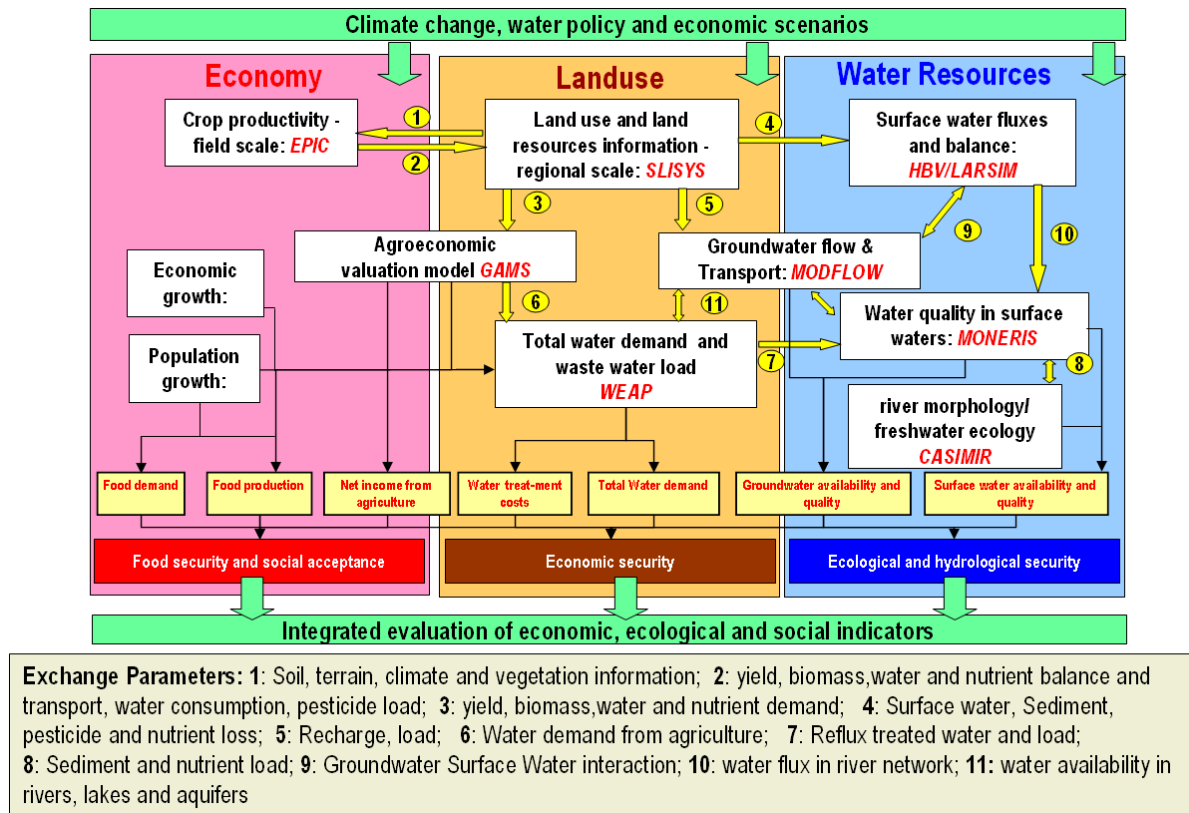 Climate change, water policy and economic scenarios
Economy
Landuse
Water Resources
Crop productivity -
field scale: EPIC
1
2
Land use and land
resources information -
regional scale: SLISYS
4
Surface water fluxes
and balance:
HBV/LARSIM
3
5
9
10
Agroeconomic
valuation model GAMS
Groundwater flow &
Transport: MODFLOW
Economic
growth:
6
11
Water quality in surface
waters: MONERIS
Population
growth:
Total water demand and
waste water load
WEAP
7
8
river morphology/
freshwater ecology
CASIMIR
Food demand
Food production
Net income from
agriculture
Water treat-ment
costs
Total Water demand
Groundwater availability and
quality
Surface water availability and
quality
Food security and social acceptance
Economic security
Ecological and hydrological security
Integrated evaluation of economic, ecological and social indicators
Exchange Parameters: 1: Soil, terrain, climate and vegetation information; 2: yield, biomass,water and nutrient balance and
transport, water consumption, pesticide load; 3: yield, biomass,water and nutrient demand; 4: Surface water, Sediment,
pesticide and nutrient loss; 5: Recharge, load; 6: Water demand from agriculture; 7: Reflux treated water and load;
8: Sediment and nutrient load; 9: Groundwater Surface Water interaction; 10: water flux in river network; 11: water availability in
rivers, lakes and aquifers